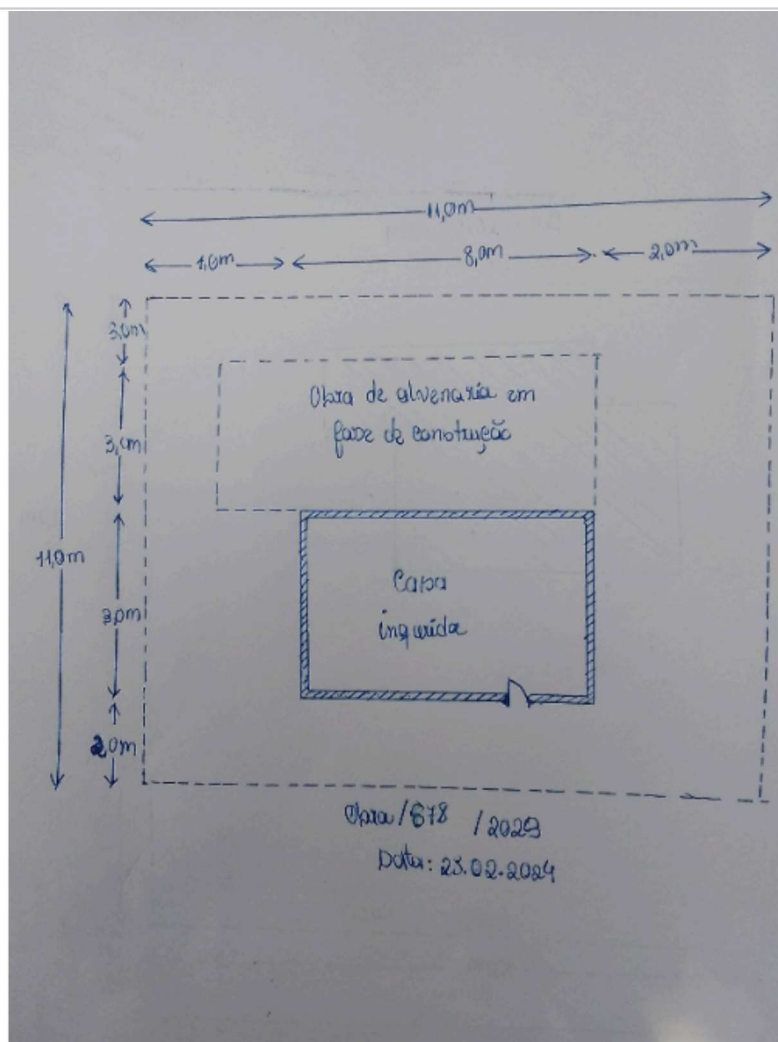 11,0m
1,0m
8,0m
2,0m
3,0m
3,0m
11,0m
3,0m
2,0m
Obra de alvenaria em
fase de construção
Casa
inquirida
Obra/678/2023
Data: 23.02.2024